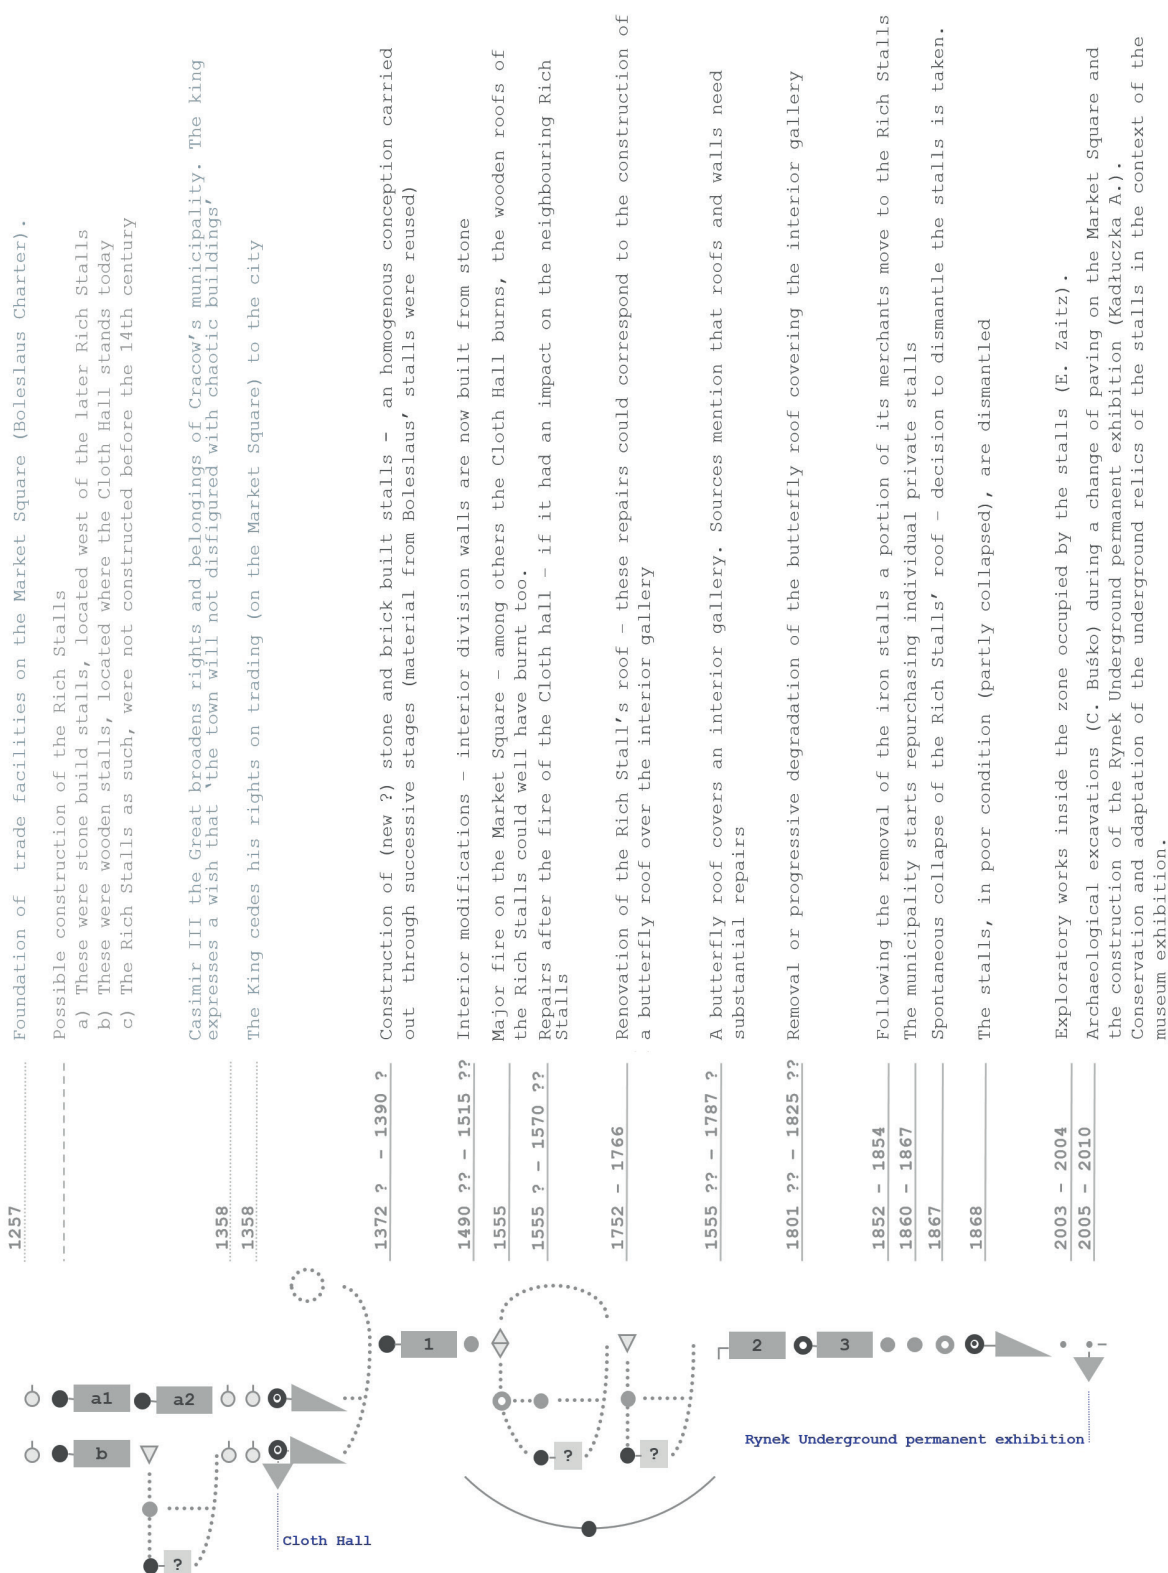 1257
Foundation of trade facilities on the Market Square (Boleslaus Charter).
Possible construction of the Rich Stalls
a) These were stone build stalls, located west of the later Rich Stalls
b) These were wooden stalls, located where the Cloth Hall stands today
c) The Rich Stalls as such, were not constructed before the 14th century
1358
Casimir III the Great broadens rights and belongings of Cracow's municipality. The king
expresses a wish that 'the town will not disfigured with chaotic buildings'
1358
The King cedes his rights on trading (on the Market Square) to the city
1372 ? - 1390 ?
Construction of (new ?) stone and brick built stalls - an homogenous conception carried
out through successive stages (material from Boleslaus' stalls were reused)
1490 ?? - 1515 ??
Interior modifications - interior division walls are now built from stone
1555
Major fire on the Market Square - among others the Cloth Hall burns, the wooden roofs of
the Rich Stalls could well have burnt too.
1555 ? - 1570 ??
Repairs after the fire of the Cloth hall - if it had an impact on the neighbouring Rich
Stalls
1752 - 1766
Renovation of the Rich Stall's roof - these repairs could correspond to the construction of
a butterfly roof over the interior gallery
1555 ?? - 1787 ?
A butterfly roof covers an interior gallery. Sources mention that roofs and walls need
substantial repairs
1801 ?? - 1825 ??
Removal or progressive degradation of the butterfly roof covering the interior gallery
1852 - 1854
Following the removal of the iron stalls a portion of its merchants move to the Rich Stalls
1860 - 1867
The municipality starts repurchasing individual private stalls
1867
Spontaneous collapse of the Rich Stalls' roof - decision to dismantle the stalls is taken.
1868
The stalls, in poor condition (partly collapsed), are dismantled
2003 - 2004
Exploratory works inside the zone occupied by the stalls (E. Zaitz).
2005 - 2010
Archaeological excavations (C. Buśko) during a change of paving on the Market Square and
the construction of the Rynek Underground permanent exhibition (Kadłuczka A.).
Conservation and adaptation of the underground relics of the stalls in the context of the
museum exhibition.
a1
a2
b
?
1
?
?
2
3
Cloth Hall
Rynek Underground permanent exhibition